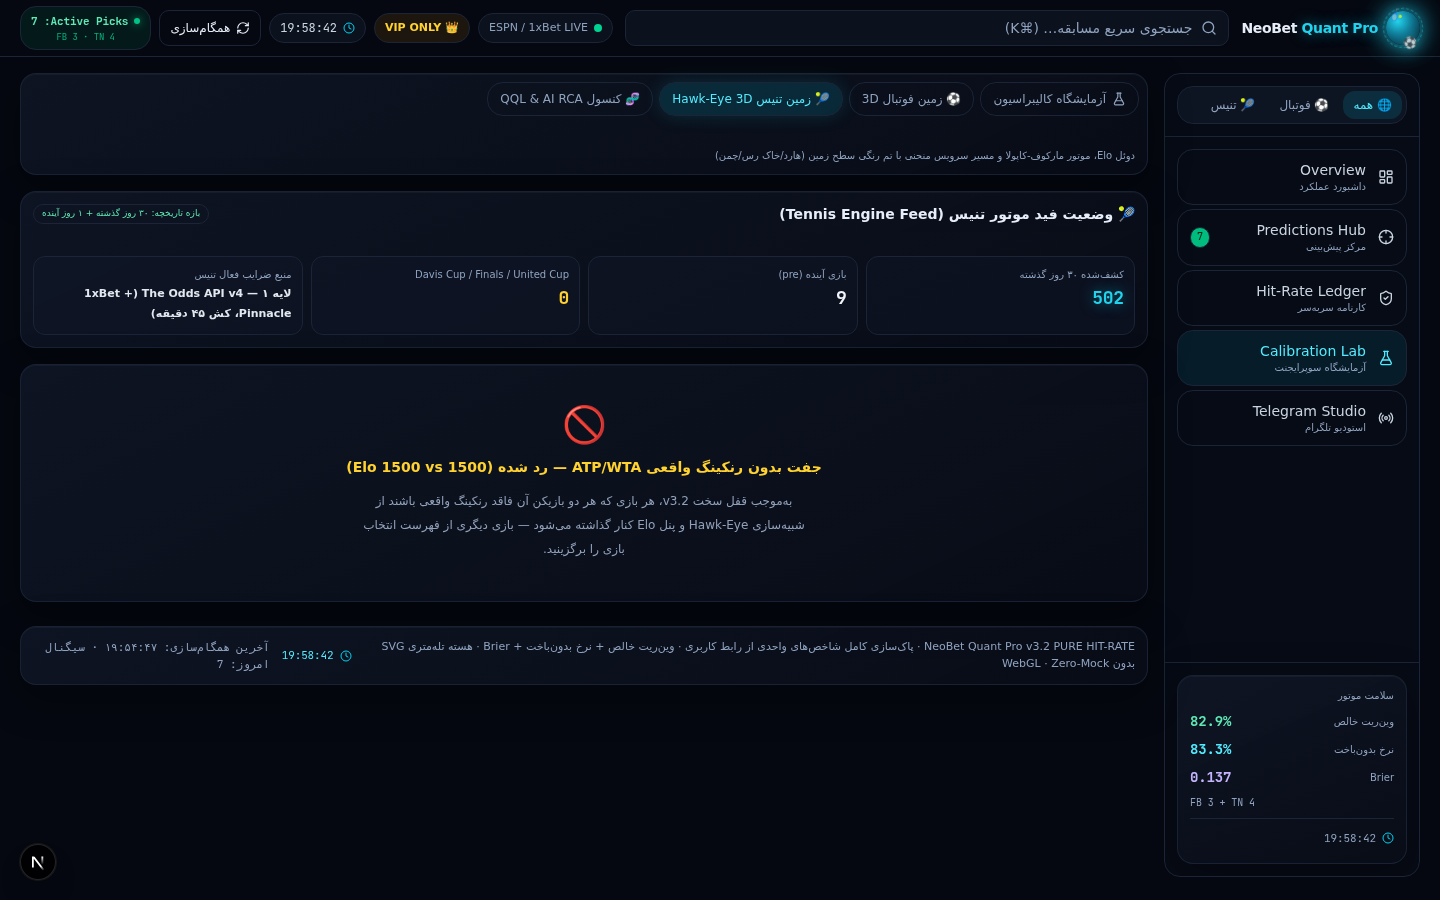 NeoBet Quant Pro
جستجوی سریع مسابقه... (⌘K)
ESPN / 1xBet LIVE
VIP ONLY
19:58:42
همگام‌سازی
7 :Active Picks
FB 3 · TN 4
همه
فوتبال
تنیس
Overview
داشبورد عملکرد
Predictions Hub
مرکز پیش‌بینی
7
Hit-Rate Ledger
کارنامه سربه‌سر
Calibration Lab
آزمایشگاه سوپرایجنت
Telegram Studio
استودیو تلگرام
سلامت موتور
وین‌ریت خالص
82.9%
نرخ بدون‌باخت
83.3%
Brier
0.137
FB 3 + TN 4
19:58:42
آزمایشگاه کالیبراسیون
زمین فوتبال 3D
زمین تنیس Hawk-Eye 3D
کنسول QQL & AI RCA
دوئل Elo، موتور مارکوف-کاپولا و مسیر سرویس منحنی با تم رنگی سطح زمین (هارد/خاک رس/چمن)
وضعیت فید موتور تنیس (Tennis Engine Feed)
بازه تاریخچه: ۳۰ روز گذشته + ۱ روز آینده
کشف‌شده ۳۰ روز گذشته
502
بازی آینده (pre)
9
Davis Cup / Finals / United Cup
0
منبع ضرایب فعال تنیس
لایه ۱ — The Odds API v4 (1xBet +
Pinnacle، کش ۴۵ دقیقه)
جفت بدون رنکینگ واقعی ATP/WTA — رد شده (Elo 1500 vs 1500)
به‌موجب قفل سخت v3.2، هر بازی که هر دو بازیکن آن فاقد رنکینگ واقعی باشند از
شبیه‌سازی Hawk-Eye و پنل Elo کنار گذاشته می‌شود — بازی دیگری از فهرست انتخاب
بازی را برگزینید.
NeoBet Quant Pro v3.2 PURE HIT-RATE · پاک‌سازی کامل شاخص‌های واحدی از رابط کاربری · وین‌ریت خالص + نرخ بدون‌باخت + Brier · هسته تله‌متری SVG
بدون WebGL · Zero-Mock
19:58:42
آخرین همگام‌سازی: ۱۹:۵۴:۴۷ · سیگنال
امروز: 7
N